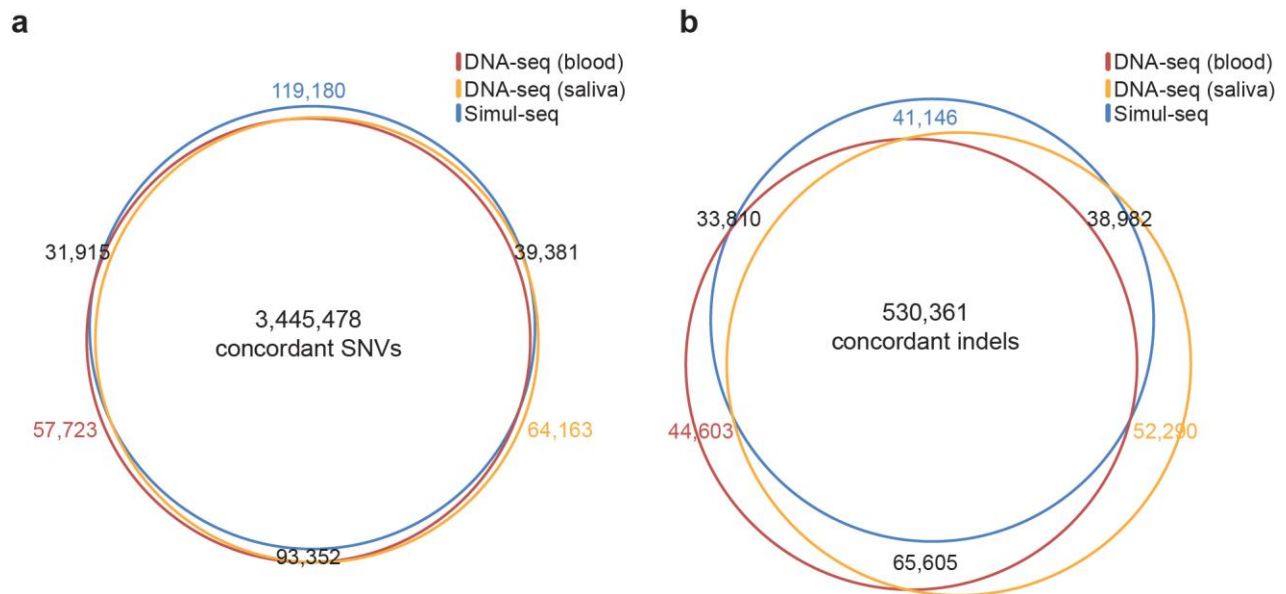 a
DNA-seq (blood)
DNA-seq (saliva)
Simul-seq
119,180
31,915
39,381
3,445,478
concordant SNVs
57,723
64,163
93,352
b
DNA-seq (blood)
DNA-seq (saliva)
Simul-seq
41,146
33,810
38,982
530,361
concordant indels
44,603
52,290
65,605